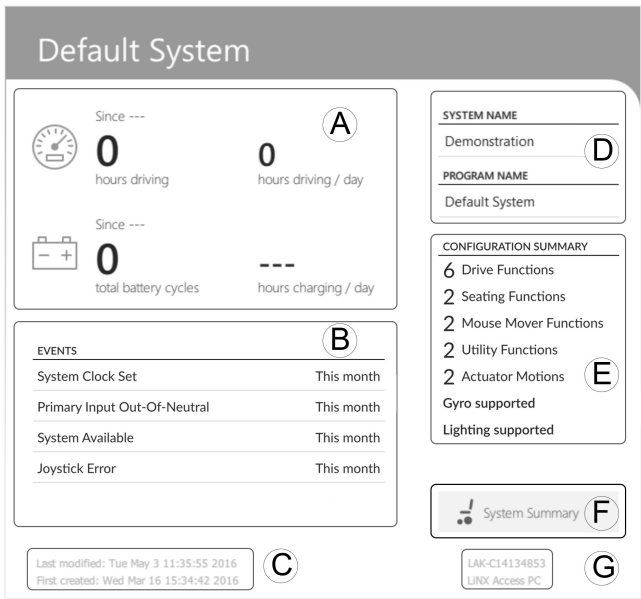 Default System
A
Since ---
0
0
hours driving
hours driving / day
Since ---
- +
0
---
total battery cycles
hours charging / day
B
EVENTS
System Clock Set This month
Primary Input Out-Of-Neutral This month
System Available This month
Joystick Error This month
C
Last modified: Tue May 3 11:35:55 2016
First created: Wed Mar 16 15:34:42 2016
SYSTEM NAME
Demonstration
D
PROGRAM NAME
Default System
CONFIGURATION SUMMARY
6 Drive Functions
2 Seating Functions
2 Mouse Mover Functions
2 Utility Functions
2 Actuator Motions
E
Gyro supported
Lighting supported
System Summary
F
LAK-C14134853
LiNX Access PC
G